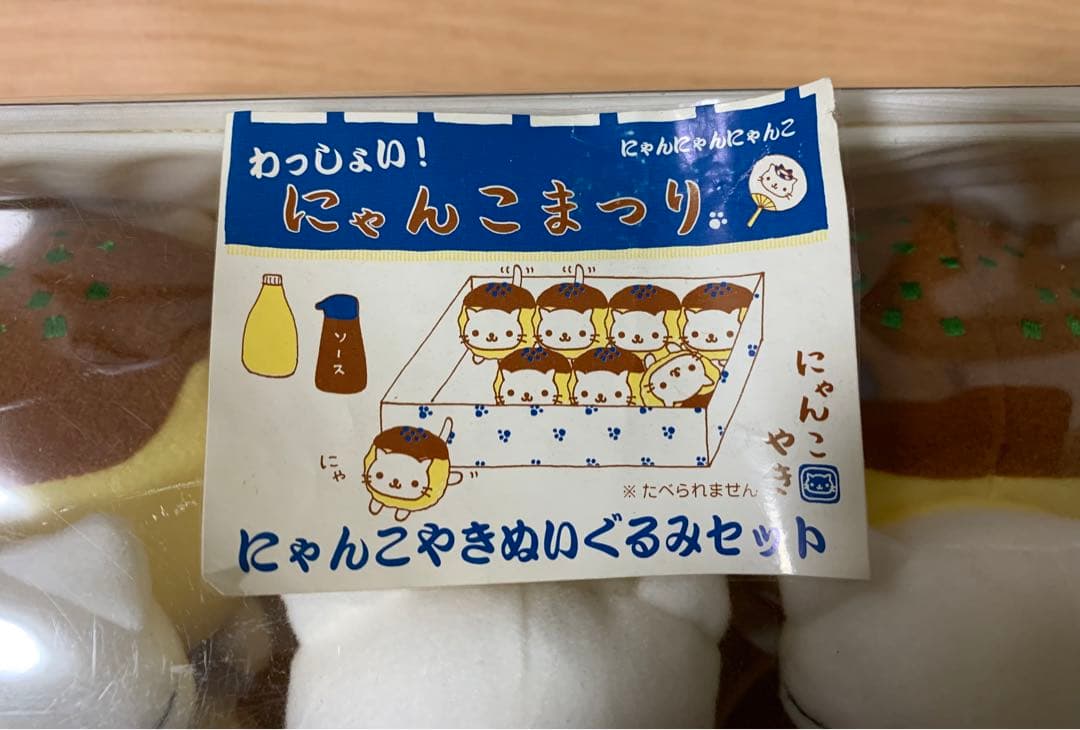 わっしょい!
にゃんにゃんにゃんこ
にゃんこまつり
ソース
にゃんこ
やき
にゃ
※たべられません
にゃんこやきぬいぐるみセット